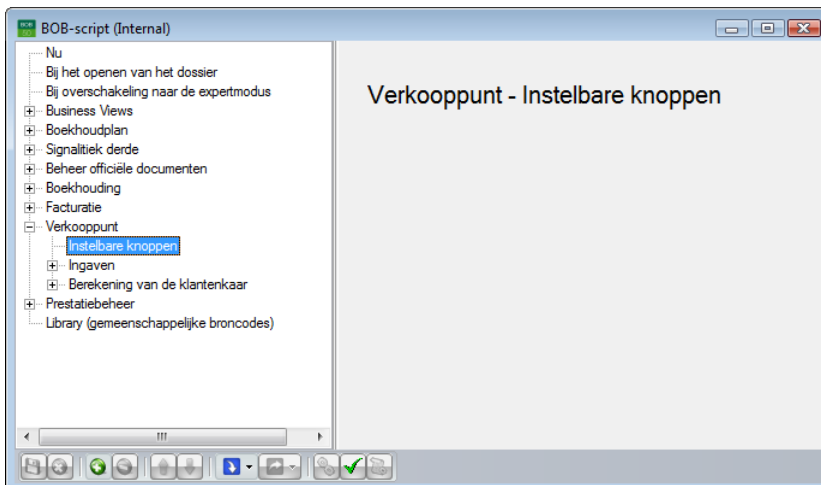 BOB-script (Internal)
Nu
Bij het openen van het dossier
Bij overschakeling naar de expertmodus
Business Views
Boekhoudplan
Signalitiek derde
Beheer officiële documenten
Boekhouding
Facturatie
Verkooppunt
Instelbare knoppen
Ingaven
Berekening van de klantenkaar
Prestatiebeheer
Library (gemeenschappelijke broncodes)
Verkooppunt - Instelbare knoppen